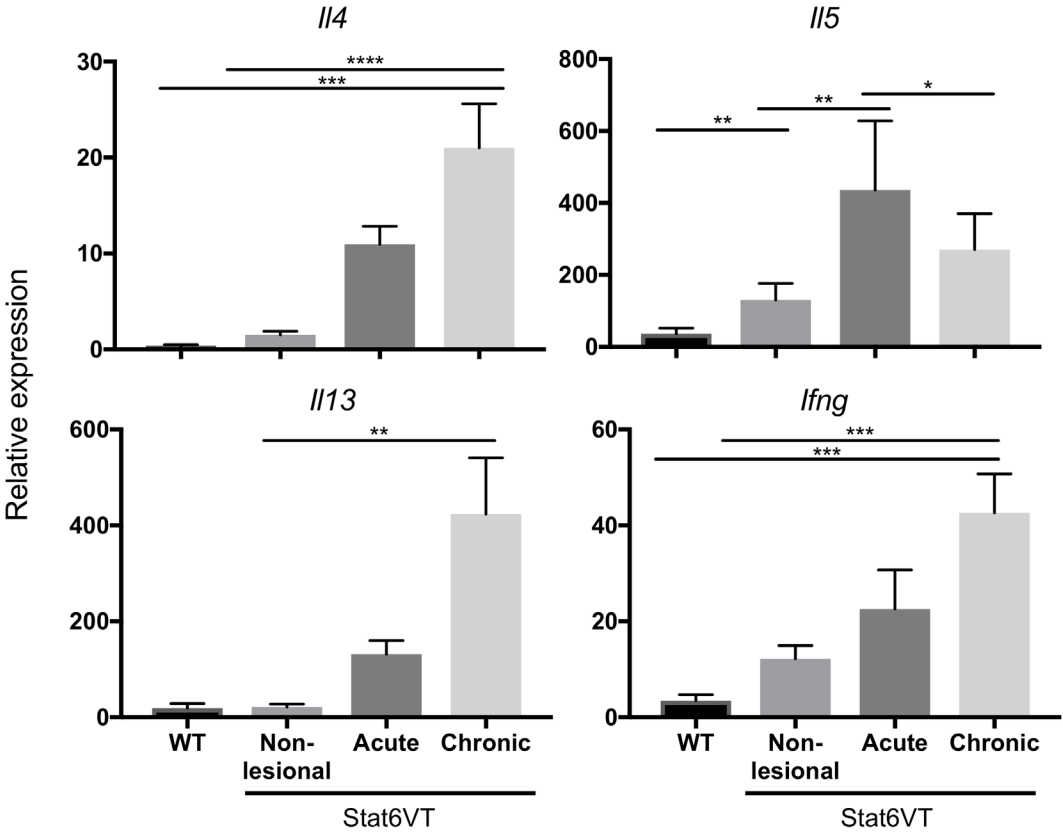 Il4
30
20
10
0
****
***
Il5
800
600
400
200
0
**
**
*
Relative expression
Il13
600
400
200
0
**
WT
Non-
lesional
Acute
Chronic
Stat6VT
Ifng
60
40
20
0
***
***
WT
Non-
lesional
Acute
Chronic
Stat6VT